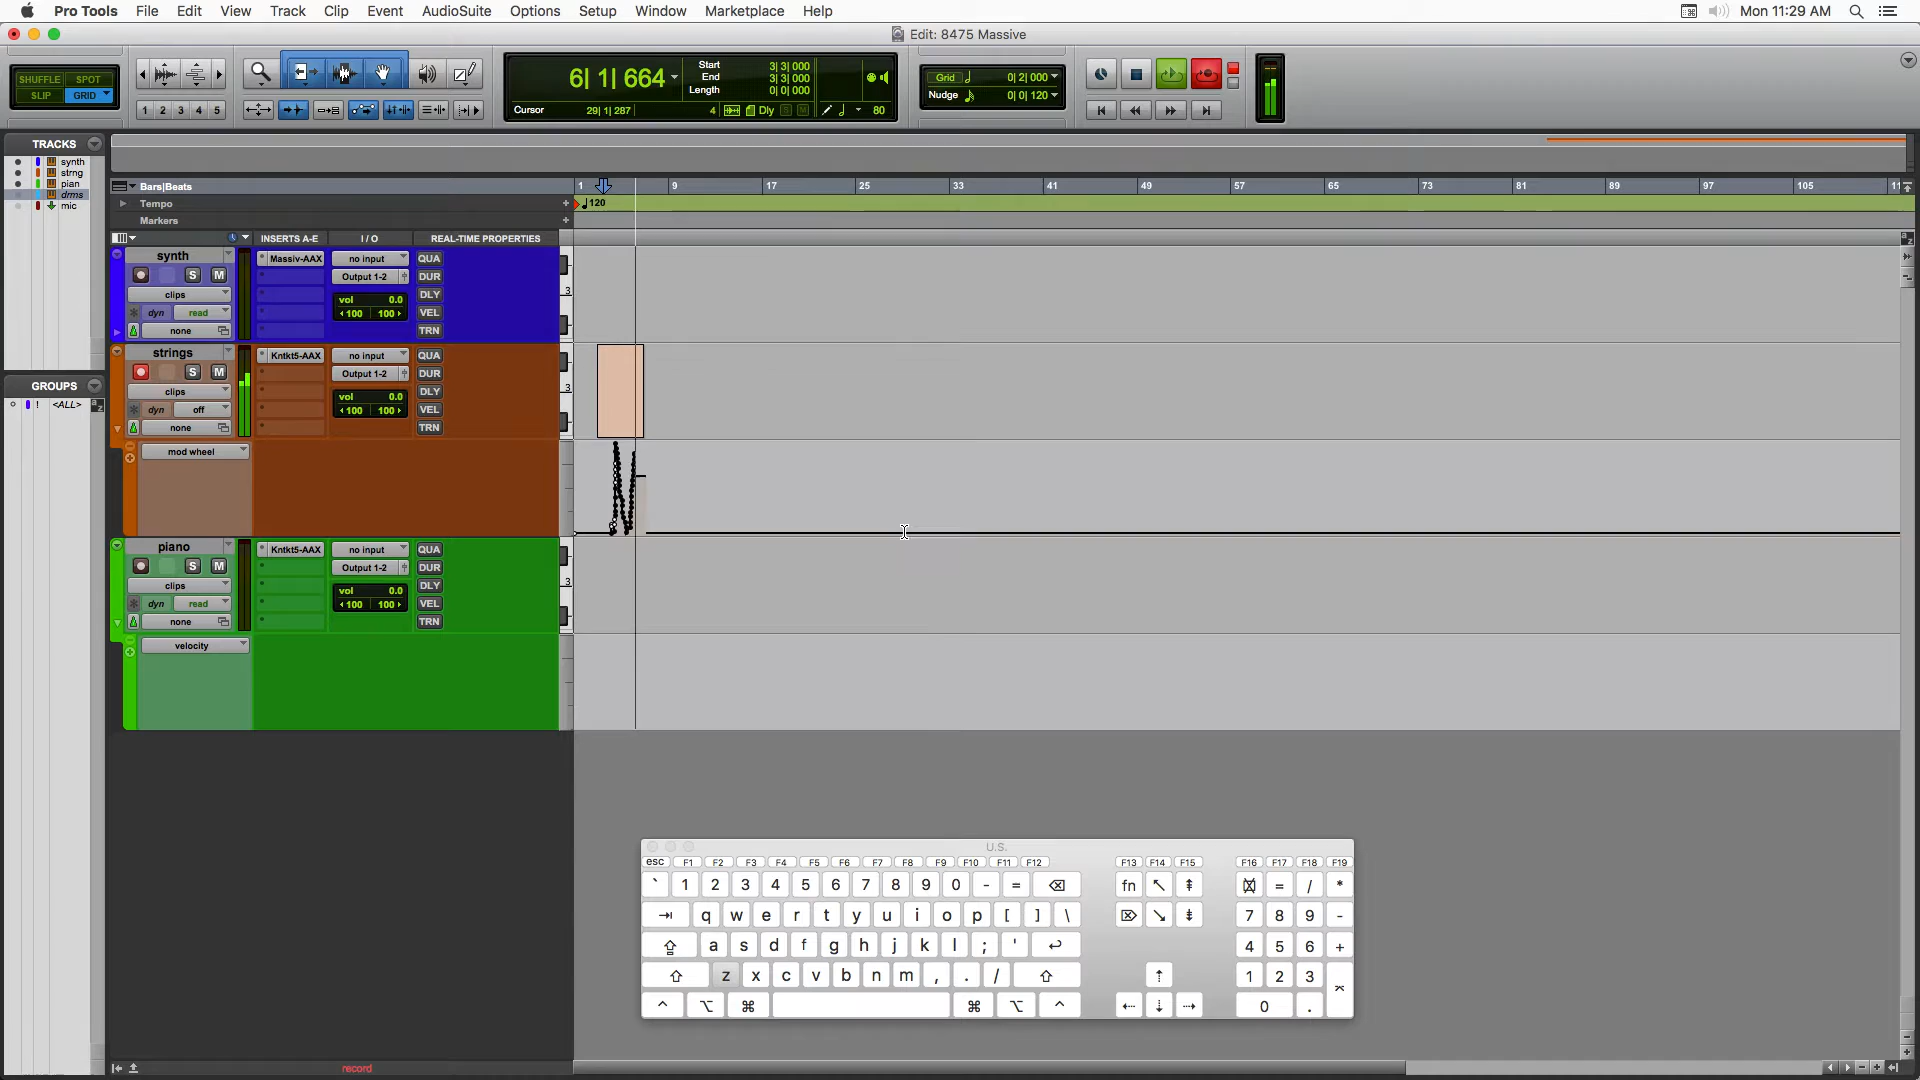 Pro Tools File Edit View Track Clip Event AudioSuite Options Setup Window Marketplace Help Mon 11:29 AM
Edit: 8475 Massive
SHUFFLE SPOT
SLIP GRID
1 2 3 4 5
6| 1| 664
Start 3| 3| 000
End 3| 3| 000
Length 0| 0| 000
Cursor 29| 1| 287 4 Dly S M 80
Grid 0| 2| 000
Nudge 0| 0| 120
TRACKS
synth
strng
pian
drms
mic
GROUPS
! <ALL>
Bars|Beats 1 9 17 25 33 41 49 57 65 73 81 89 97 105 11
Tempo 120
Markers
INSERTS A-E I / O REAL-TIME PROPERTIES
synth Massiv-AAX no input QUA
S M Output 1-2 DUR
clips vol 0.0 DLY
dyn read 100 100 VEL
none TRN
3
strings Kntkt5-AAX no input QUA
S M Output 1-2 DUR
clips vol 0.0 DLY
dyn off 100 100 VEL
none TRN
3
mod wheel
piano Kntkt5-AAX no input QUA
S M Output 1-2 DUR
clips vol 0.0 DLY
dyn read 100 100 VEL
none TRN
3
velocity
U.S.
esc F1 F2 F3 F4 F5 F6 F7 F8 F9 F10 F11 F12 F13 F14 F15 F16 F17 F18 F19
` 1 2 3 4 5 6 7 8 9 0 - = fn = / *
q w e r t y u i o p [ ] \ 7 8 9 -
a s d f g h j k l ; ' 4 5 6 +
z x c v b n m , . / 1 2 3
0 .
record